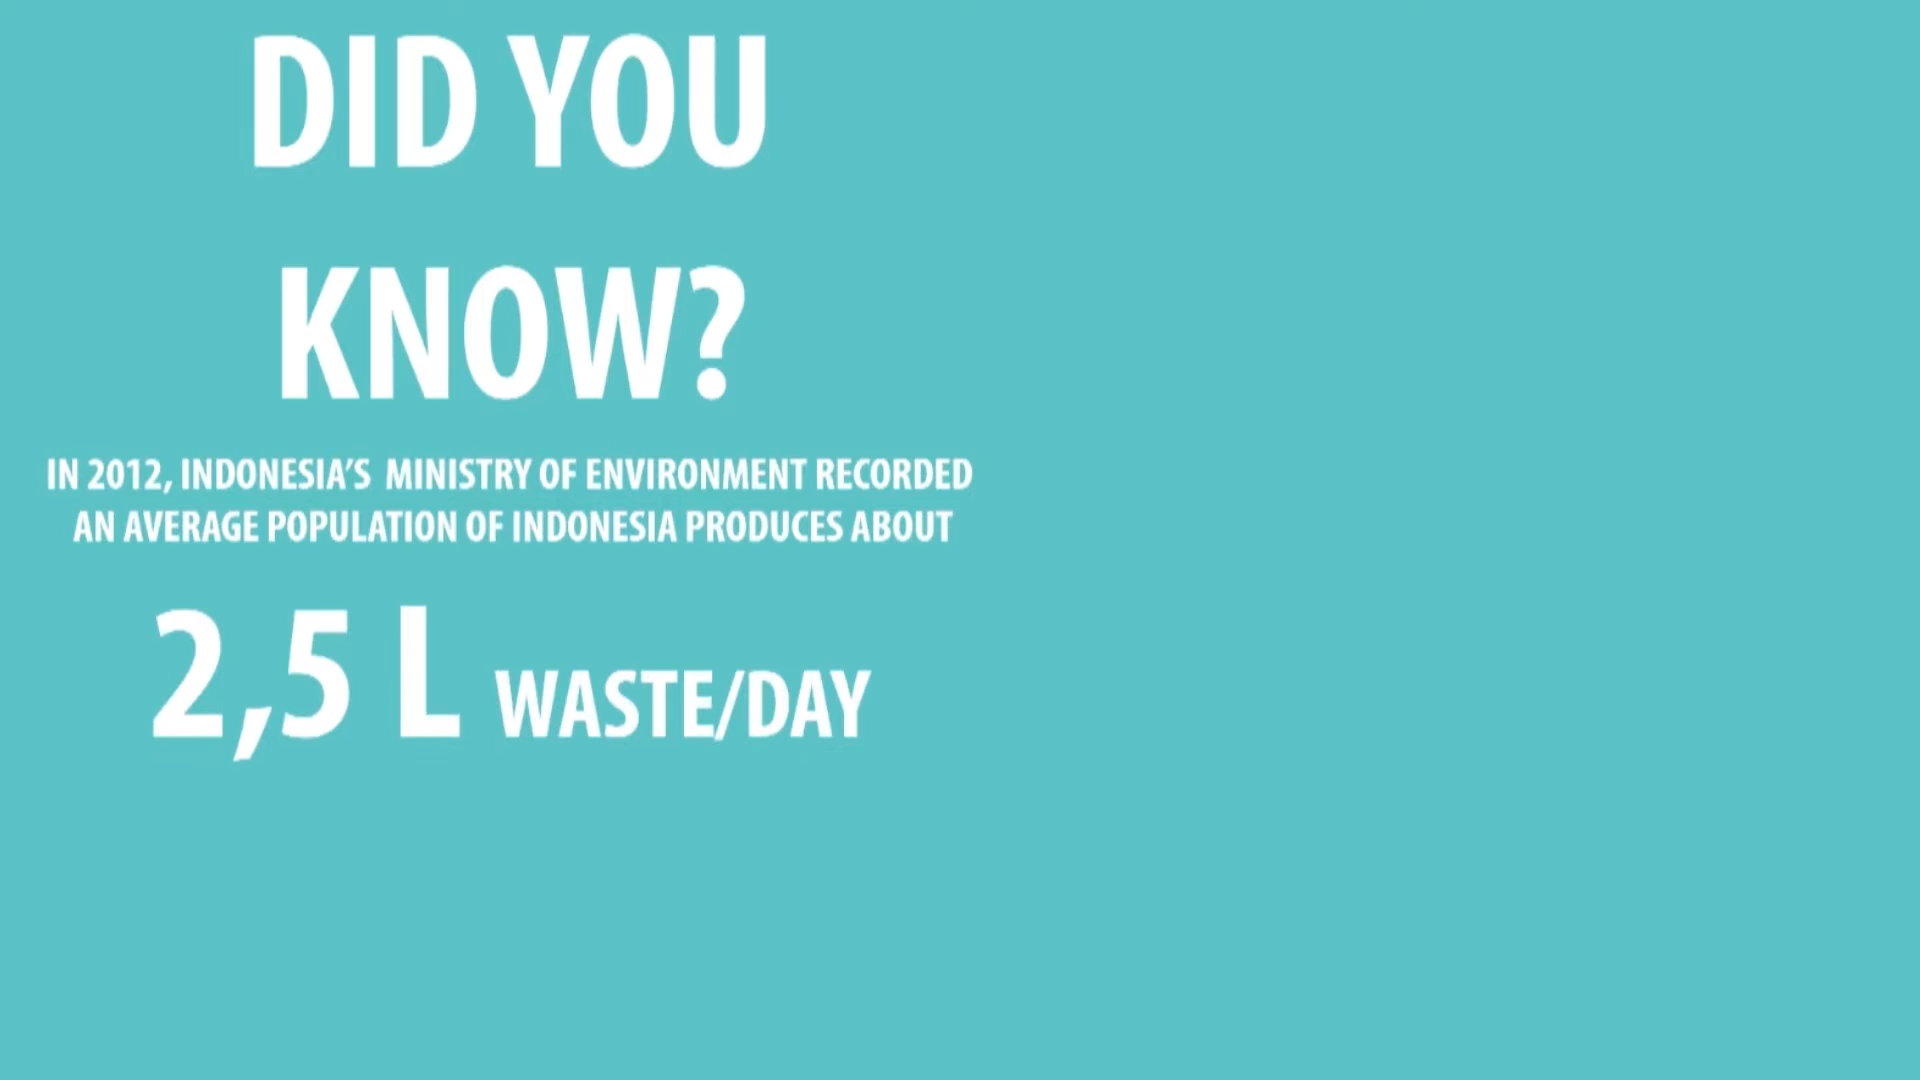 DID YOU
KNOW?
IN 2012, INDONESIA'S MINISTRY OF ENVIRONMENT RECORDED
AN AVERAGE POPULATION OF INDONESIA PRODUCES ABOUT
2,5 L WASTE/DAY